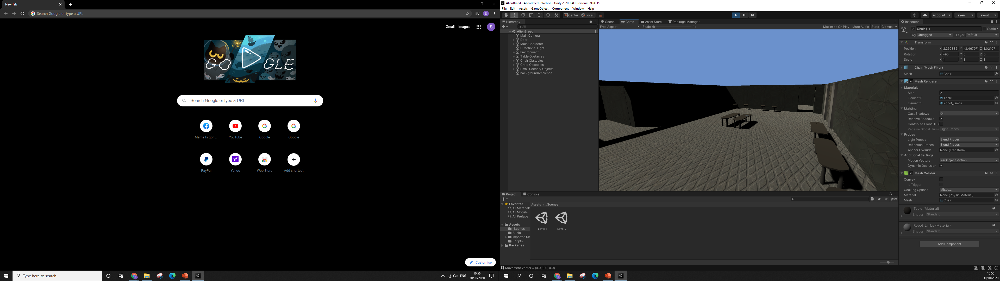 New Tab
Search Google or type a URL
S
Gmail Images
S
GO GLE
Search Google or type a URL
Mama Is gon...
YouTube
Google
Google
PayPal
Yahoo
Web Store
Add shortcut
Customise
Type here to search
ENG
10:56
30/10/2020
AlienBreed - AlienBreed - WebGL - Unity 2020.1.4f1 Personal <DX11>
File Edit Assets GameObject Component Window Help
Center Local
Account Layers Layout
Hierarchy
All
AlienBreed
Main Camera
Door
Main Character
Directional Light
Environment
Table Obstacles
Chair Obstacles
Crate Obstacles
Small Scenery Objects
backgroundAmbience
Scene Game Asset Store Package Manager
Free Aspect Scale 1x Maximize On Play Mute Audio Stats Gizmos
Inspector
Chair (1) Static
Tag Untagged Layer Default
Transform
Position X 2.260385 Y -3.46797: Z 1.02107
Rotation X -90 Y 0 Z 0
Scale X 1 Y 1 Z 1
Chair (Mesh Filter)
Mesh Chair
Mesh Renderer
Materials
Size 2
Element 0 Table
Element 1 Robot_Limbs
Lighting
Cast Shadows On
Receive Shadows
Contribute Global Illu
Receive Global Illumi Light Probes
Probes
Light Probes Blend Probes
Reflection Probes Blend Probes
Anchor Override None (Transform)
Additional Settings
Motion Vectors Per Object Motion
Dynamic Occlusion
Mesh Collider
Convex
Is Trigger
Cooking Options Mixed...
Material None (Physic Material)
Mesh Chair
Table (Material)
Shader Standard
Robot_Limbs (Material)
Shader Standard
Add Component
Project Console
9
Favorites
All Materials
All Models
All Prefabs
Assets
_Scenes
Audio
Imported Mo
Scripts
Packages
Assets > _Scenes
Level 1
Level 2
Movement Vector = (0.0, 0.0, 0.0)
10:56
30/10/2020